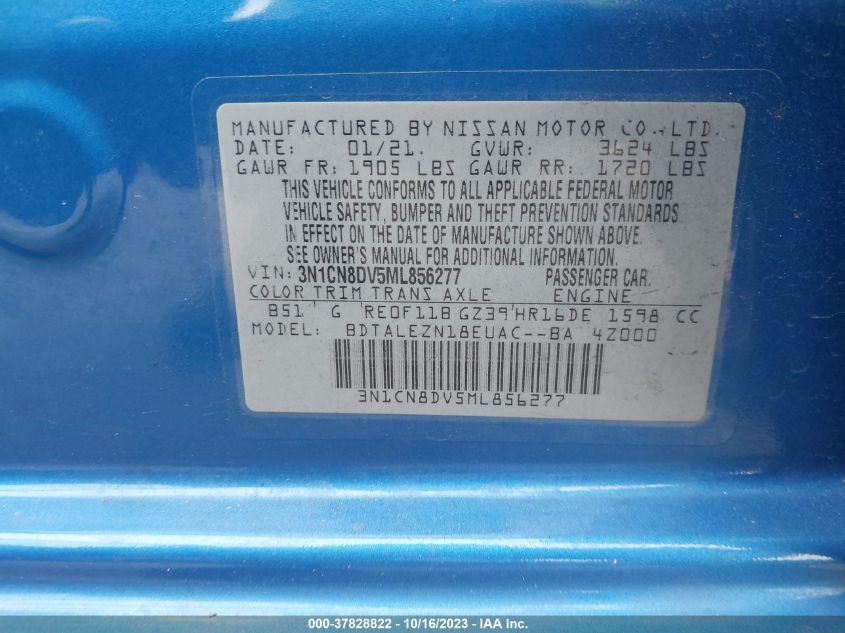 MANUFACTURED BY NISSAN MOTOR CO.,LTD.
DATE: 01/21. GVWR: 3624 LBS
GAWR FR: 1905 LBS GAWR RR: 1720 LBS
THIS VEHICLE CONFORMS TO ALL APPLICABLE FEDERAL MOTOR
VEHICLE SAFETY, BUMPER AND THEFT PREVENTION STANDARDS
IN EFFECT ON THE DATE OF MANUFACTURE SHOWN ABOVE.
SEE OWNER'S MANUAL FOR ADDITIONAL INFORMATION.
VIN: 3N1CN8DV5ML856277 PASSENGER CAR.
COLOR TRIM TRANS AXLE ENGINE
B51 G RE0F11B GZ39 HR16DE 1598 CC
MODEL: BDTALEZN18EUAC--BA 4Z000
3N1CN8DV5ML856277
000-37828822 - 10/16/2023 - IAA Inc.